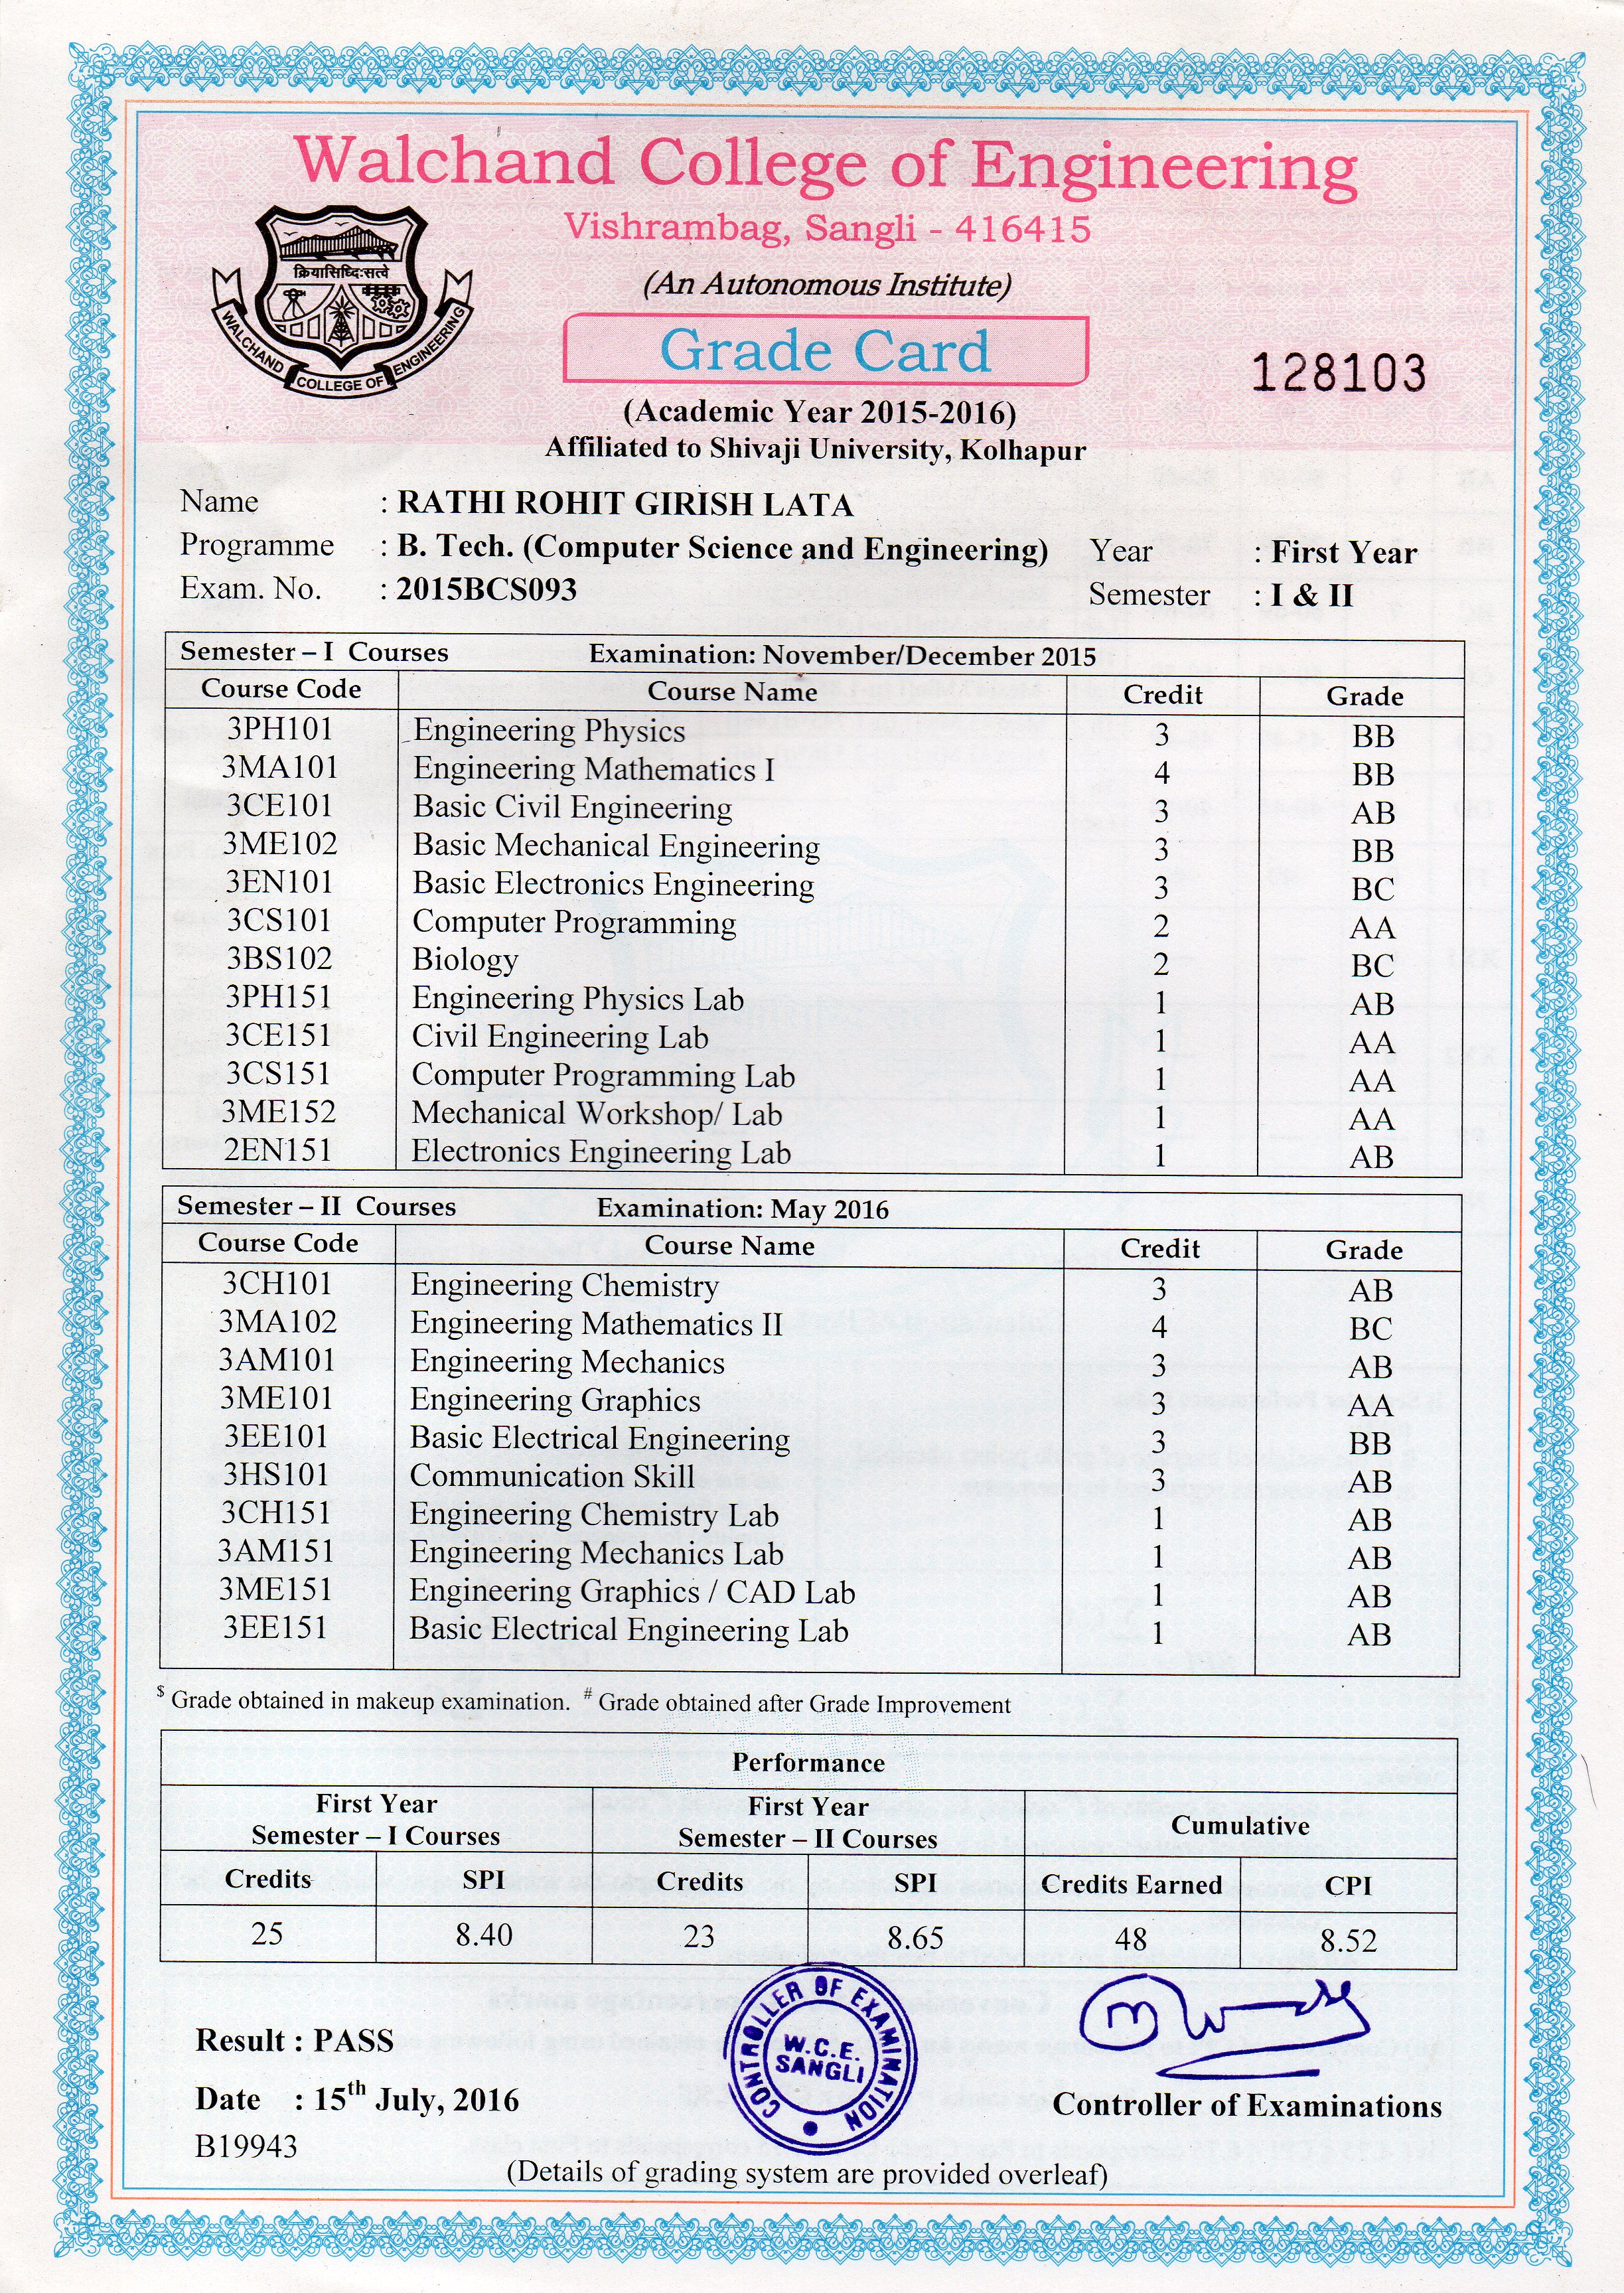 Walchand College of Engineering
Vishrambag, Sangli - 416415
क्रियासिध्दिःसत्वे
WALCHAND COLLEGE OF ENGINEERING
(An Autonomous Institute)
Grade Card
128103
(Academic Year 2015-2016)
Affiliated to Shivaji University, Kolhapur
Name : RATHI ROHIT GIRISH LATA
Programme : B. Tech. (Computer Science and Engineering) Year : First Year
Exam. No. : 2015BCS093 Semester : I & II
Semester – I Courses Examination: November/December 2015
Course Code Course Name Credit Grade
3PH101 Engineering Physics 3 BB
3MA101 Engineering Mathematics I 4 BB
3CE101 Basic Civil Engineering 3 AB
3ME102 Basic Mechanical Engineering 3 BB
3EN101 Basic Electronics Engineering 3 BC
3CS101 Computer Programming 2 AA
3BS102 Biology 2 BC
3PH151 Engineering Physics Lab 1 AB
3CE151 Civil Engineering Lab 1 AA
3CS151 Computer Programming Lab 1 AA
3ME152 Mechanical Workshop/ Lab 1 AA
2EN151 Electronics Engineering Lab 1 AB
Semester – II Courses Examination: May 2016
Course Code Course Name Credit Grade
3CH101 Engineering Chemistry 3 AB
3MA102 Engineering Mathematics II 4 BC
3AM101 Engineering Mechanics 3 AB
3ME101 Engineering Graphics 3 AA
3EE101 Basic Electrical Engineering 3 BB
3HS101 Communication Skill 3 AB
3CH151 Engineering Chemistry Lab 1 AB
3AM151 Engineering Mechanics Lab 1 AB
3ME151 Engineering Graphics / CAD Lab 1 AB
3EE151 Basic Electrical Engineering Lab 1 AB
$ Grade obtained in makeup examination. # Grade obtained after Grade Improvement
Performance
First Year Semester – I Courses First Year Semester – II Courses Cumulative
Credits SPI Credits SPI Credits Earned CPI
25 8.40 23 8.65 48 8.52
CONTROLLER OF EXAMINATION
W.C.E.
SANGLI
Result : PASS
Date : 15th July, 2016
Controller of Examinations
B19943
(Details of grading system are provided overleaf)